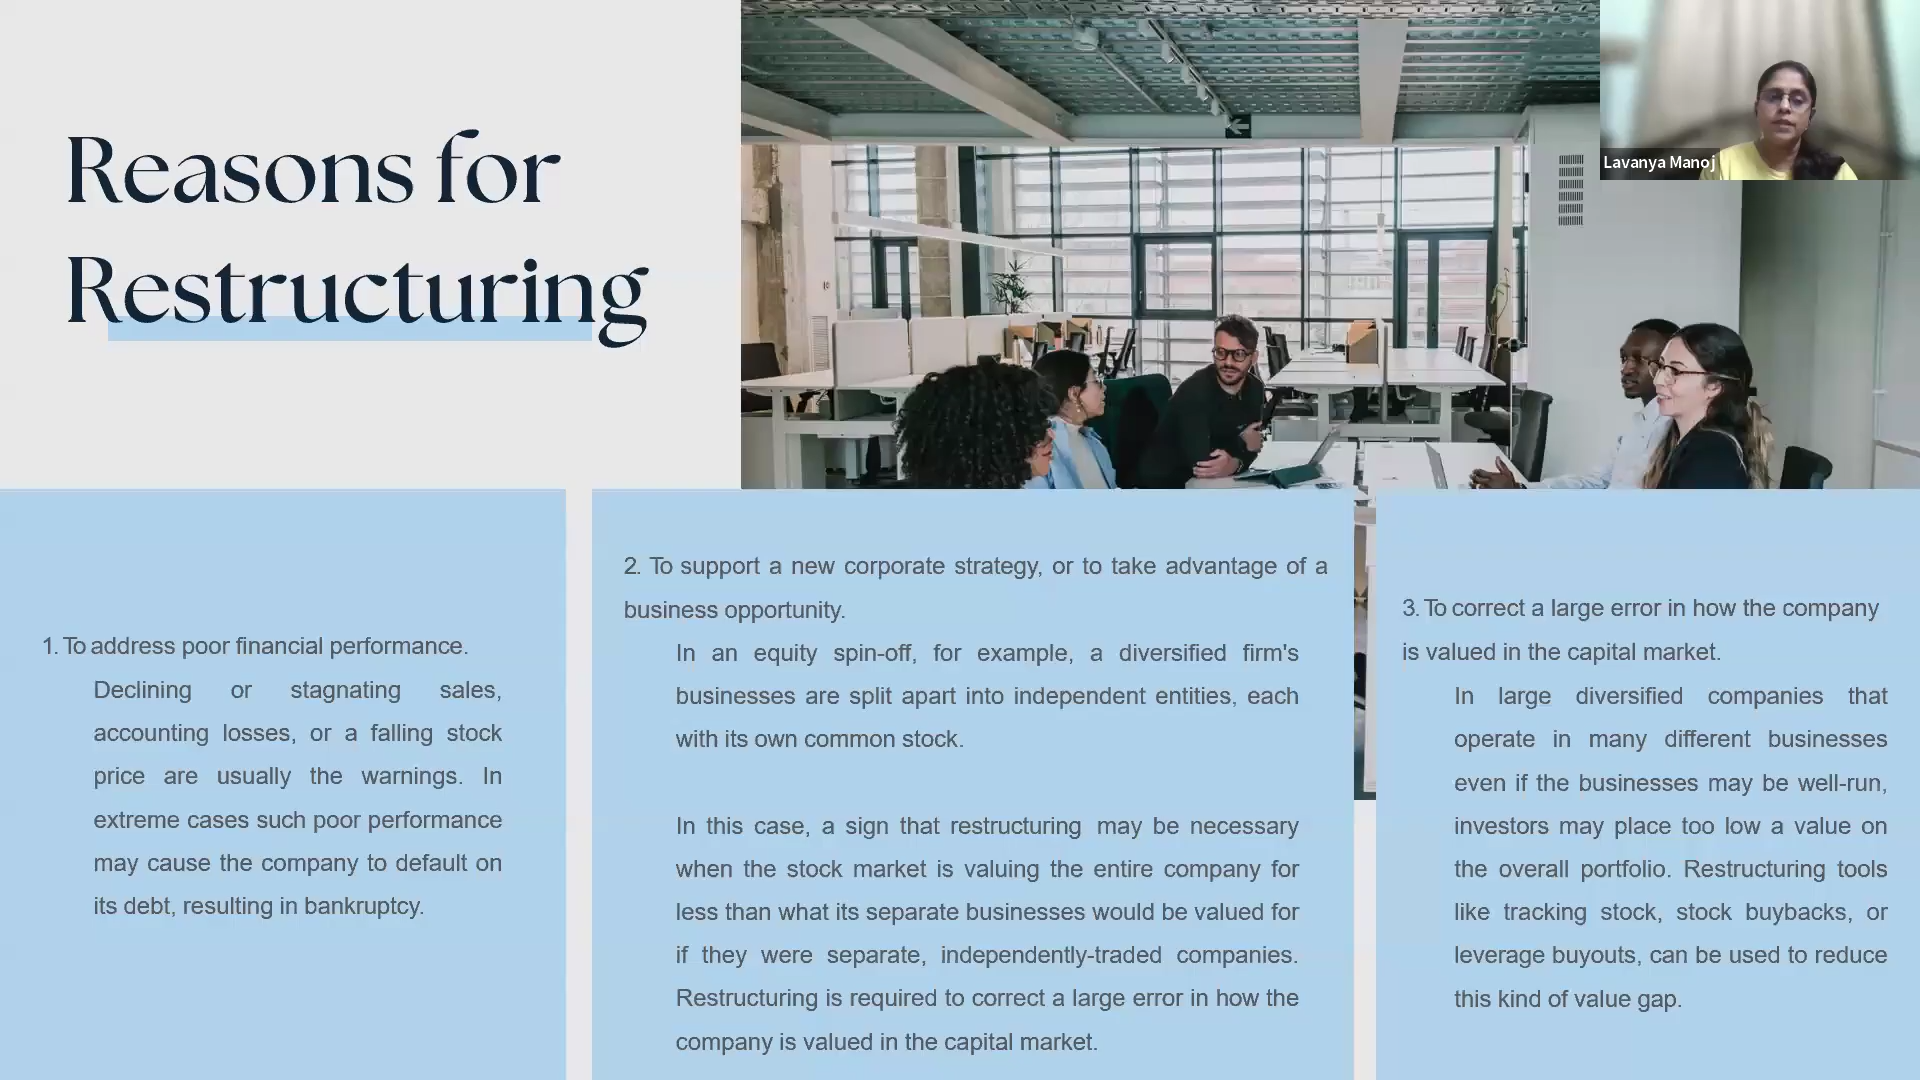 Reasons for
Restructuring
Lavanya Manoj
1. To address poor financial performance.
Declining or stagnating sales,
accounting losses, or a falling stock
price are usually the warnings. In
extreme cases such poor performance
may cause the company to default on
its debt, resulting in bankruptcy.
2. To support a new corporate strategy, or to take advantage of a
business opportunity.
In an equity spin-off, for example, a diversified firm's
businesses are split apart into independent entities, each
with its own common stock.
In this case, a sign that restructuring may be necessary
when the stock market is valuing the entire company for
less than what its separate businesses would be valued for
if they were separate, independently-traded companies.
Restructuring is required to correct a large error in how the
company is valued in the capital market.
3. To correct a large error in how the company
is valued in the capital market.
In large diversified companies that
operate in many different businesses
even if the businesses may be well-run,
investors may place too low a value on
the overall portfolio. Restructuring tools
like tracking stock, stock buybacks, or
leverage buyouts, can be used to reduce
this kind of value gap.